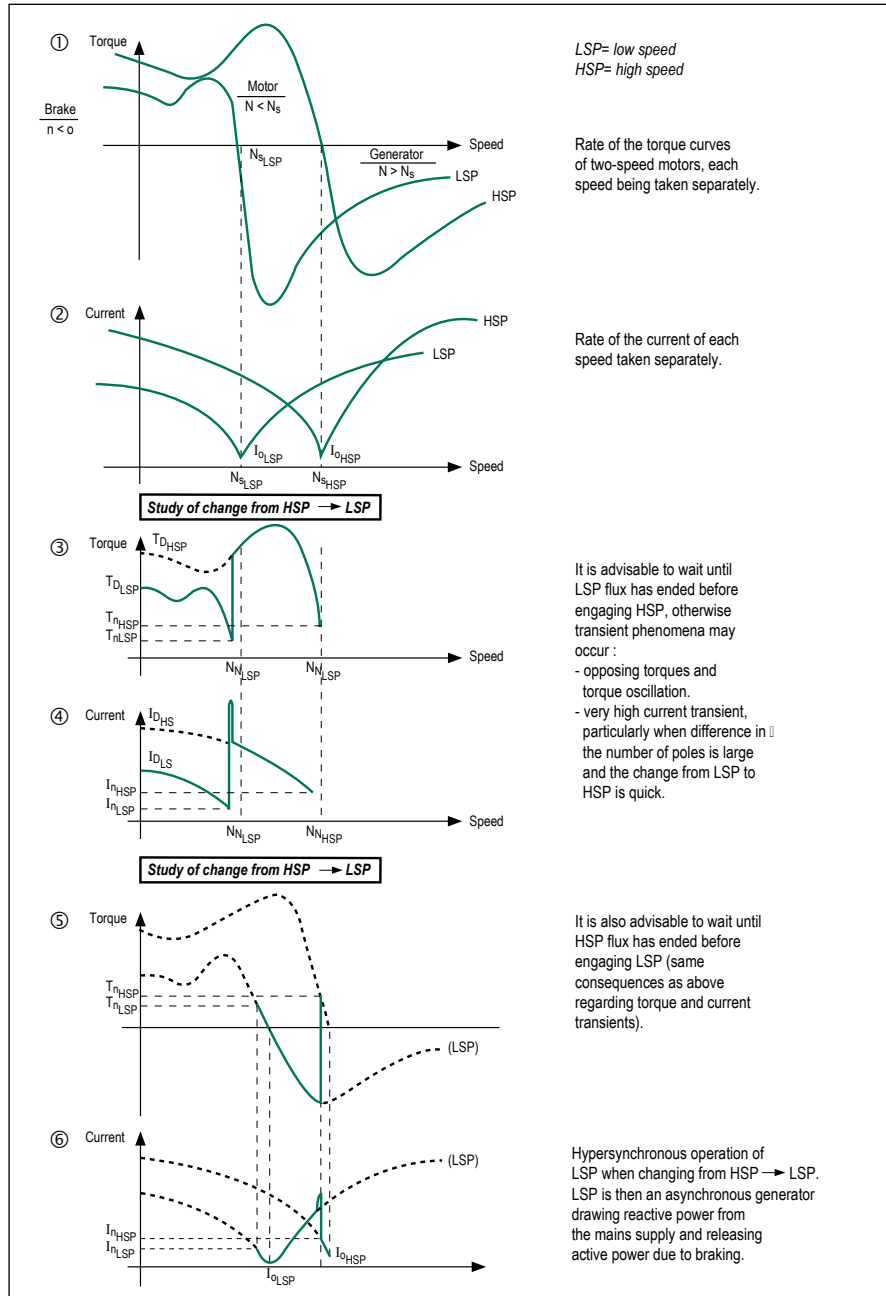 ① Torque
LSP= low speed
HSP= high speed
Motor
N < Ns
Brake
n < o
Speed
NsLSP
Generator
N > Ns
LSP
HSP
Rate of the torque curves
of two-speed motors, each
speed being taken separately.
② Current
HSP
LSP
Rate of the current of each
speed taken separately.
IoLSP
IoHSP
Speed
NsLSP
NsHSP
Study of change from HSP → LSP
③ Torque
TDHSP
TDLSP
TnHSP
TnLSP
Speed
NNLSP
NNLSP
It is advisable to wait until
LSP flux has ended before
engaging HSP, otherwise
transient phenomena may
occur :
- opposing torques and
torque oscillation.
- very high current transient,
particularly when difference in ▯
the number of poles is large
and the change from LSP to
HSP is quick.
④ Current
IDHS
IDLS
InHSP
InLSP
Speed
NNLSP
NNHSP
Study of change from HSP → LSP
⑤ Torque
TnHSP
TnLSP
(LSP)
It is also advisable to wait until
HSP flux has ended before
engaging LSP (same
consequences as above
regarding torque and current
transients).
⑥ Current
(LSP)
InHSP
InLSP
IoHSP
IoLSP
Hypersynchronous operation of
LSP when changing from HSP → LSP.
LSP is then an asynchronous generator
drawing reactive power from
the mains supply and releasing
active power due to braking.